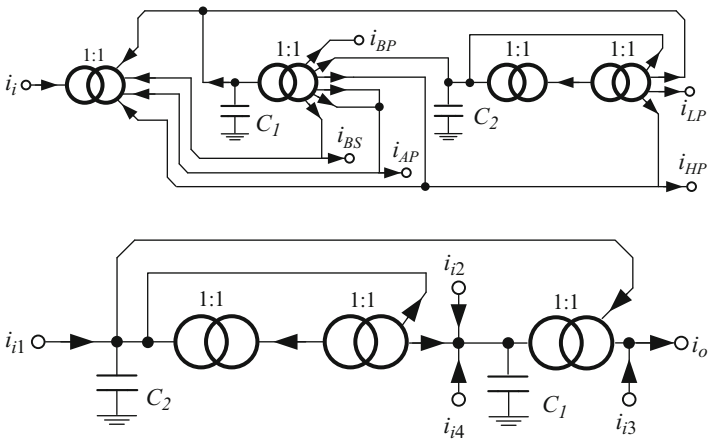 1:1
1:1
1:1
1:1
i_i
i_BP
C_1
C_2
i_LP
i_BS
i_AP
i_HP
i_i2
1:1
1:1
1:1
i_i1
i_o
C_2
C_1
i_i4
i_i3